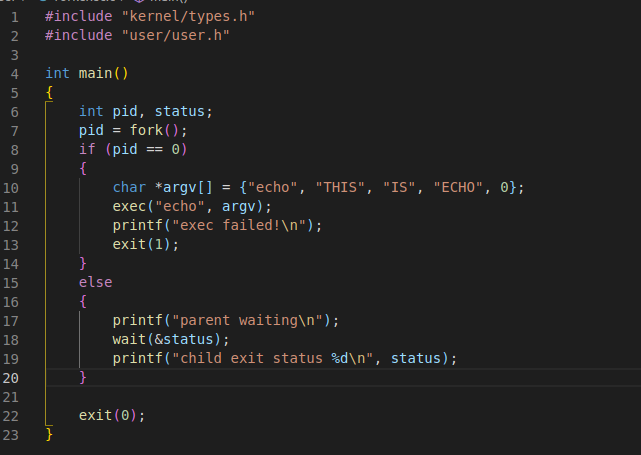 1 #include "kernel/types.h"
2 #include "user/user.h"
3
4 int main()
5 {
6     int pid, status;
7     pid = fork();
8     if (pid == 0)
9     {
10         char *argv[] = {"echo", "THIS", "IS", "ECHO", 0};
11         exec("echo", argv);
12         printf("exec failed!\n");
13         exit(1);
14     }
15     else
16     {
17         printf("parent waiting\n");
18         wait(&status);
19         printf("child exit status %d\n", status);
20     }
21
22     exit(0);
23 }